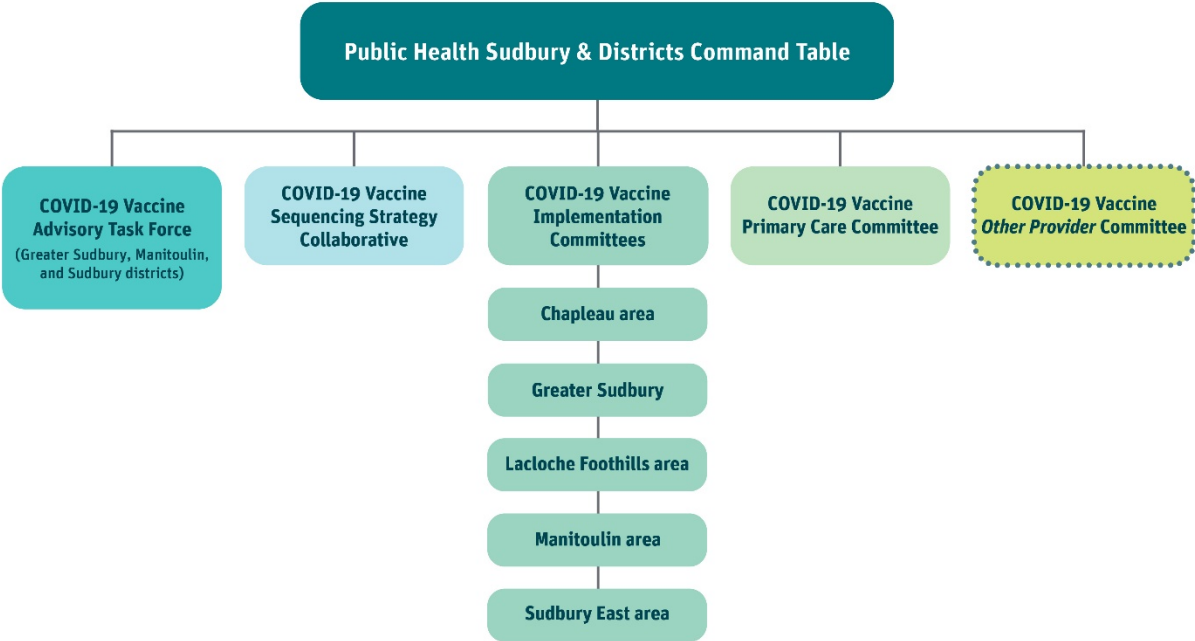 Public Health Sudbury & Districts Command Table
COVID-19 Vaccine
Advisory Task Force
(Greater Sudbury, Manitoulin,
and Sudbury districts)
COVID-19 Vaccine
Sequencing Strategy
Collaborative
COVID-19 Vaccine
Implementation
Committees
COVID-19 Vaccine
Primary Care Committee
COVID-19 Vaccine
Other Provider Committee
Chapleau area
Greater Sudbury
Lacloche Foothills area
Manitoulin area
Sudbury East area